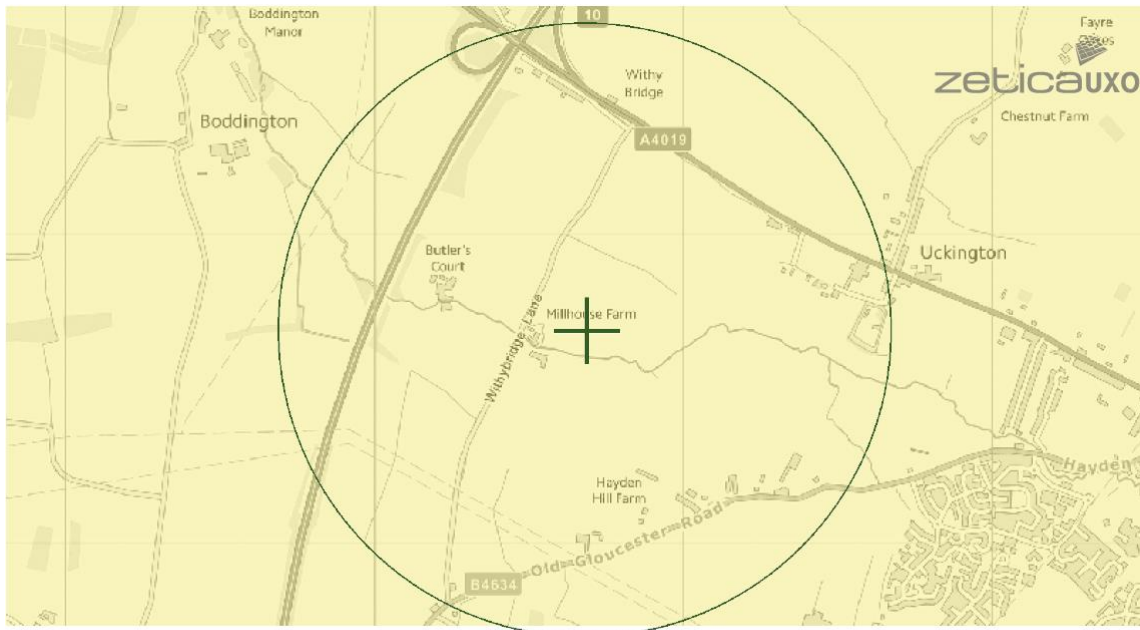 Boddington
Manor
10
Fayre
zeticauxo
Withy
Bridge
Chestnut Farm
Boddington
A4019
Butler's
Court
Uckington
Millhouse Farm
Withybridge Lane
Hayden
Hayden
Hill Farm
Old Gloucester Road
B4634